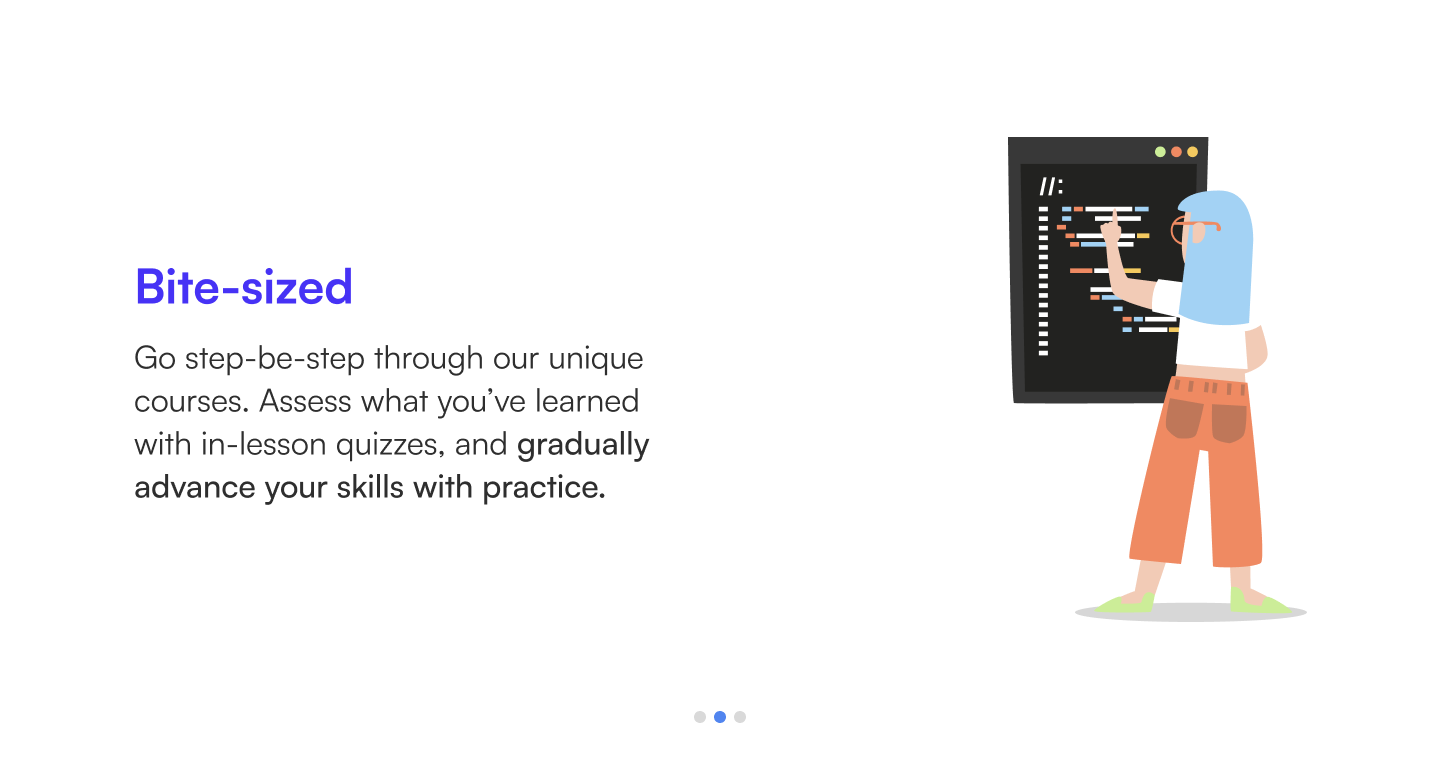 Bite-sized
Go step-be-step through our unique
courses. Assess what you’ve learned
with in-lesson quizzes, and gradually
advance your skills with practice.
//: